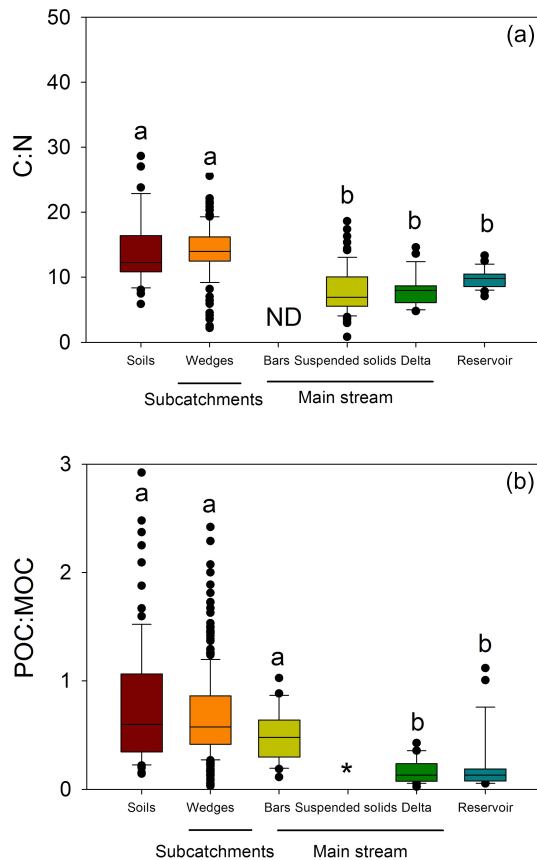 50
(a)
40
30
20
10
0
C:N
a
a
ND
b
b
b
Soils Wedges Bars Suspended solids Delta Reservoir
Subcatchments Main stream
3
(b)
2
1
0
POC:MOC
a
a
a
*
b
b
Soils Wedges Bars Suspended solids Delta Reservoir
Subcatchments Main stream